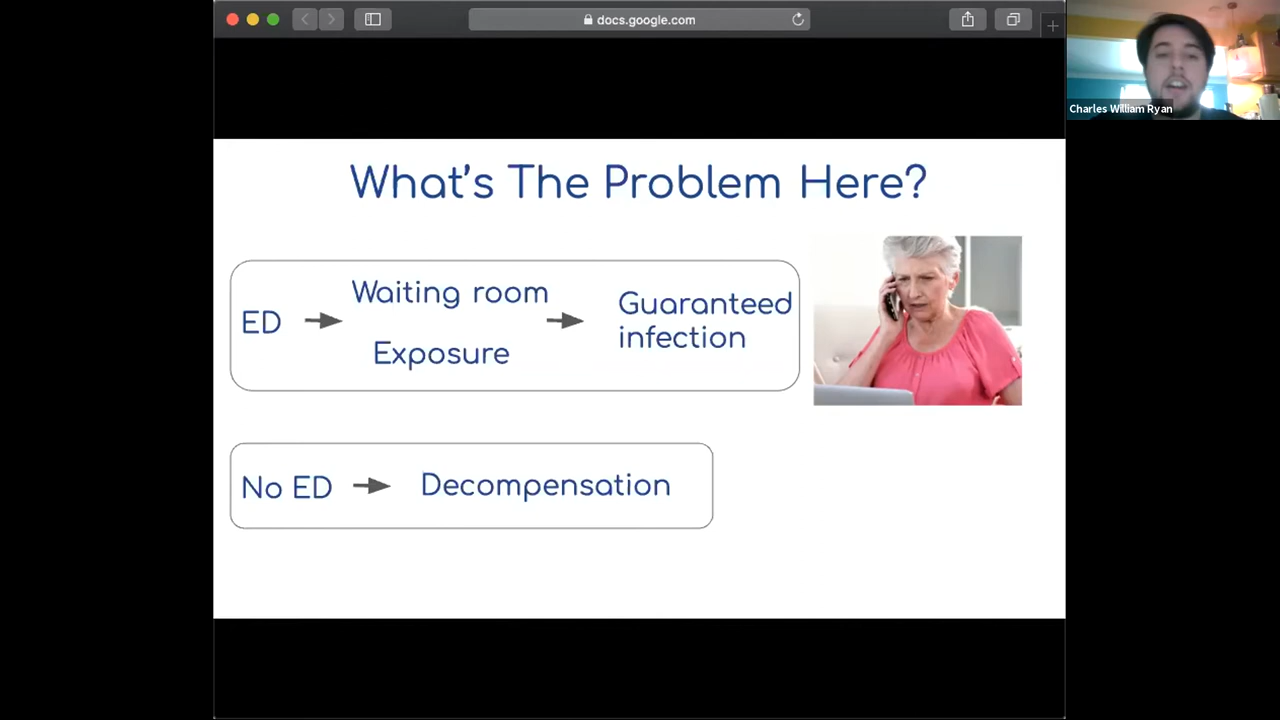 docs.google.com
Charles William Ryan
What's The Problem Here?
ED
Waiting room
Exposure
Guaranteed
infection
No ED
Decompensation